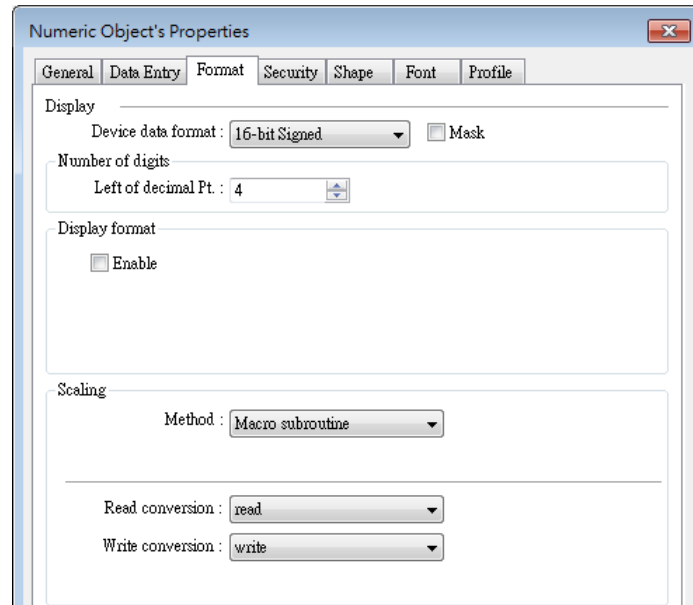 Numeric Object's Properties
General Data Entry Format Security Shape Font Profile
Display
Device data format : 16-bit Signed Mask
Number of digits
Left of decimal Pt. : 4
Display format
Enable
Scaling
Method : Macro subroutine
Read conversion : read
Write conversion : write